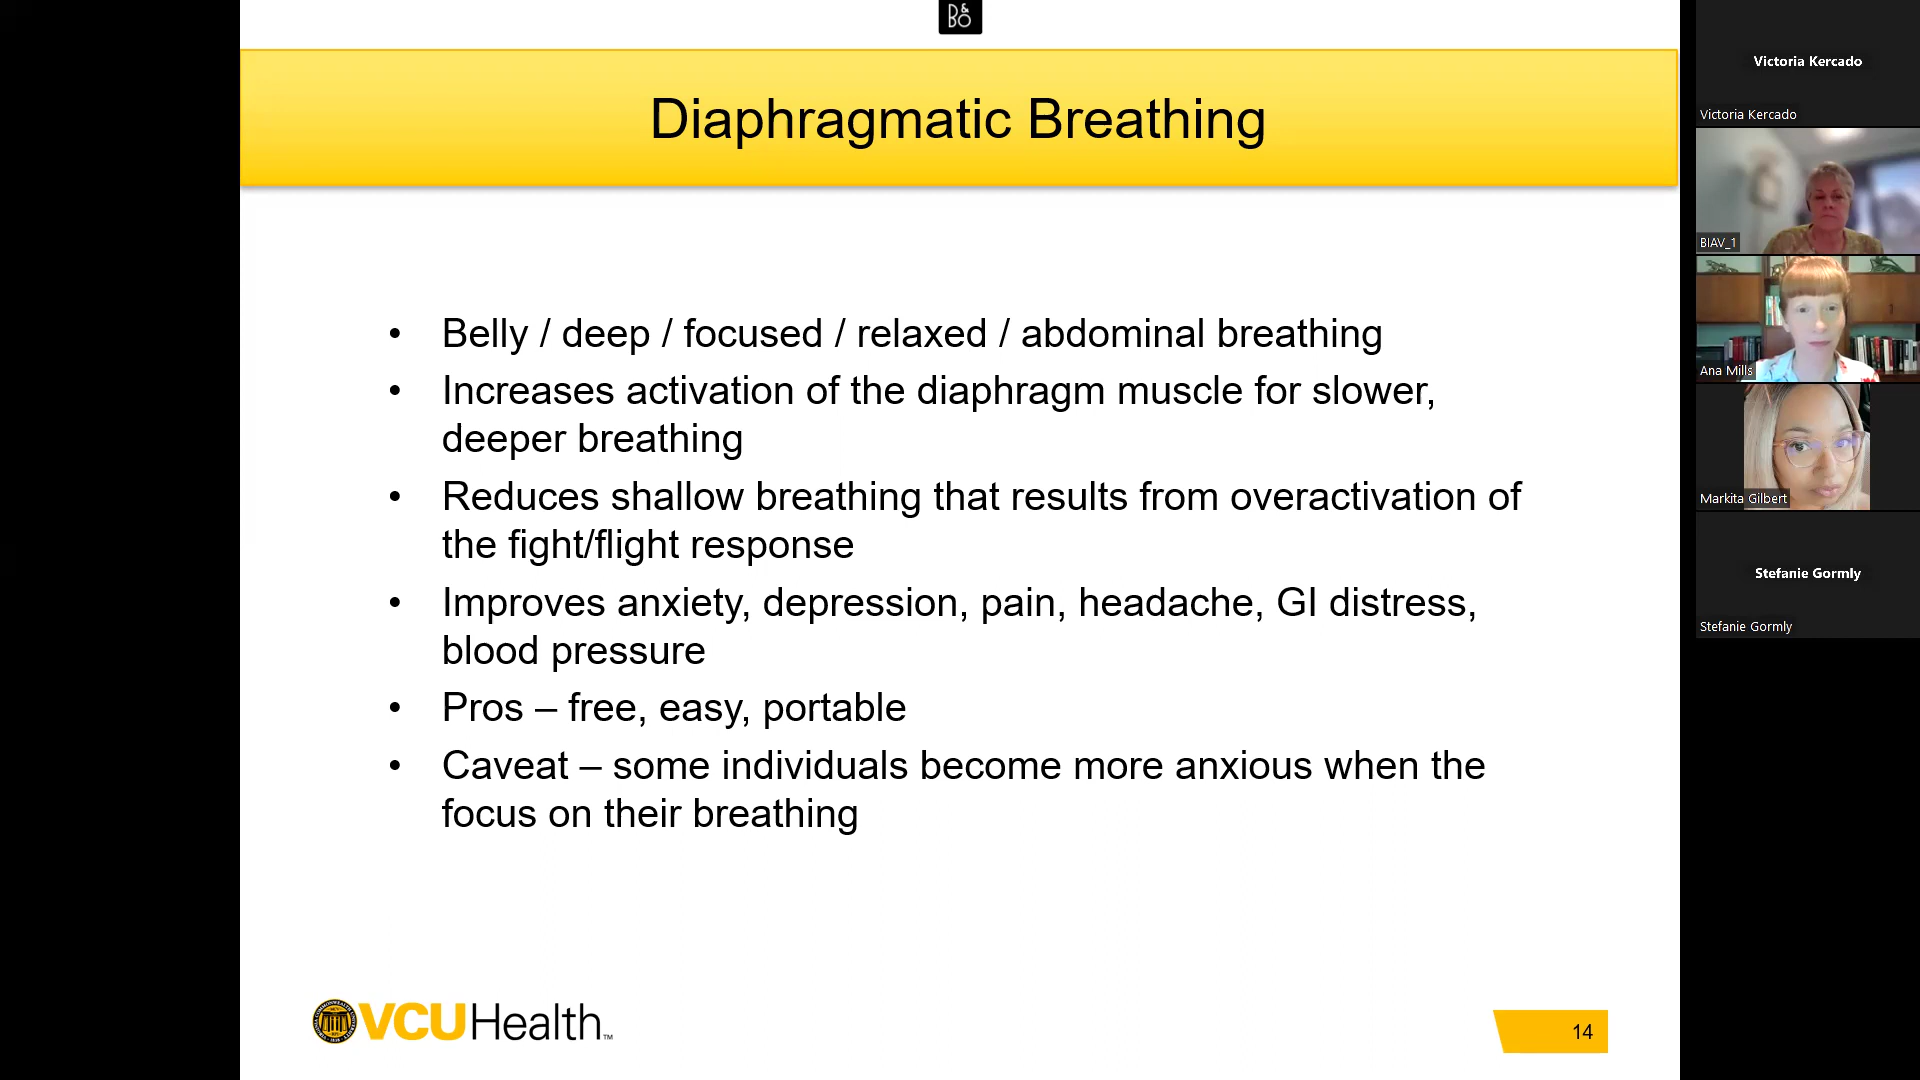 B&O
Diaphragmatic Breathing
• Belly / deep / focused / relaxed / abdominal breathing
• Increases activation of the diaphragm muscle for slower,
deeper breathing
• Reduces shallow breathing that results from overactivation of
the fight/flight response
• Improves anxiety, depression, pain, headache, GI distress,
blood pressure
• Pros – free, easy, portable
• Caveat – some individuals become more anxious when the
focus on their breathing
VCUHealth™
14
Victoria Kercado
Victoria Kercado
BIAV_1
Ana Mills
Markita Gilbert
Stefanie Gormly
Stefanie Gormly